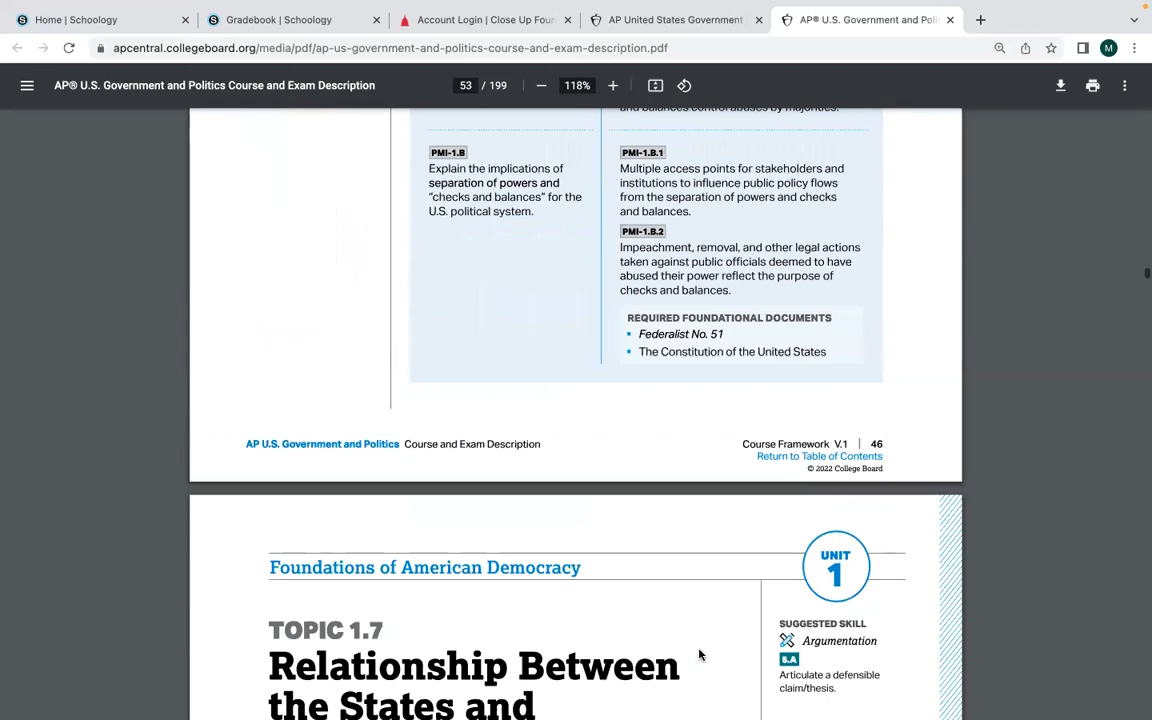 Home | Schoology
Gradebook | Schoology
Account Login | Close Up Foun
AP United States Government
AP® U.S. Government and Poli
apcentral.collegeboard.org/media/pdf/ap-us-government-and-politics-course-and-exam-description.pdf
M
AP® U.S. Government and Politics Course and Exam Description
53 / 199
118%
and balances control abuses by majorities.
PMI-1.B
Explain the implications of
separation of powers and
“checks and balances” for the
U.S. political system.
PMI-1.B.1
Multiple access points for stakeholders and
institutions to influence public policy flows
from the separation of powers and checks
and balances.
PMI-1.B.2
Impeachment, removal, and other legal actions
taken against public officials deemed to have
abused their power reflect the purpose of
checks and balances.
REQUIRED FOUNDATIONAL DOCUMENTS
▪ Federalist No. 51
▪ The Constitution of the United States
AP U.S. Government and Politics Course and Exam Description
Course Framework V.1 | 46
Return to Table of Contents
© 2022 College Board
Foundations of American Democracy
UNIT
1
TOPIC 1.7
Relationship Between
the States and
SUGGESTED SKILL
Argumentation
5.A
Articulate a defensible
claim/thesis.